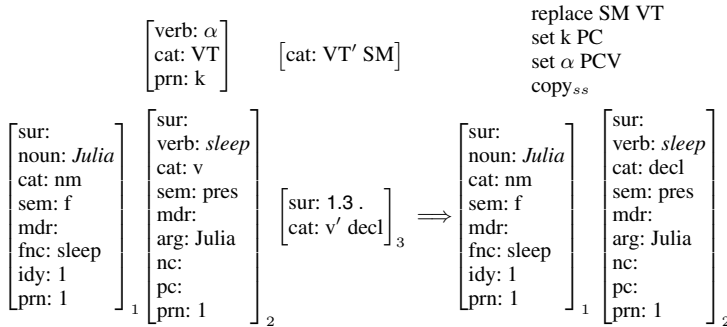 verb: α
cat: VT
prn: k
[cat: VT′ SM]
replace SM VT
set k PC
set α PCV
copy_ss
sur:
noun: Julia
cat: nm
sem: f
mdr:
fnc: sleep
idy: 1
prn: 1
1
sur:
verb: sleep
cat: v
sem: pres
mdr:
arg: Julia
nc:
pc:
prn: 1
2
sur: 1.3 .
cat: v′ decl
3
⟹
sur:
noun: Julia
cat: nm
sem: f
mdr:
fnc: sleep
idy: 1
prn: 1
1
sur:
verb: sleep
cat: decl
sem: pres
mdr:
arg: Julia
nc:
pc:
prn: 1
2